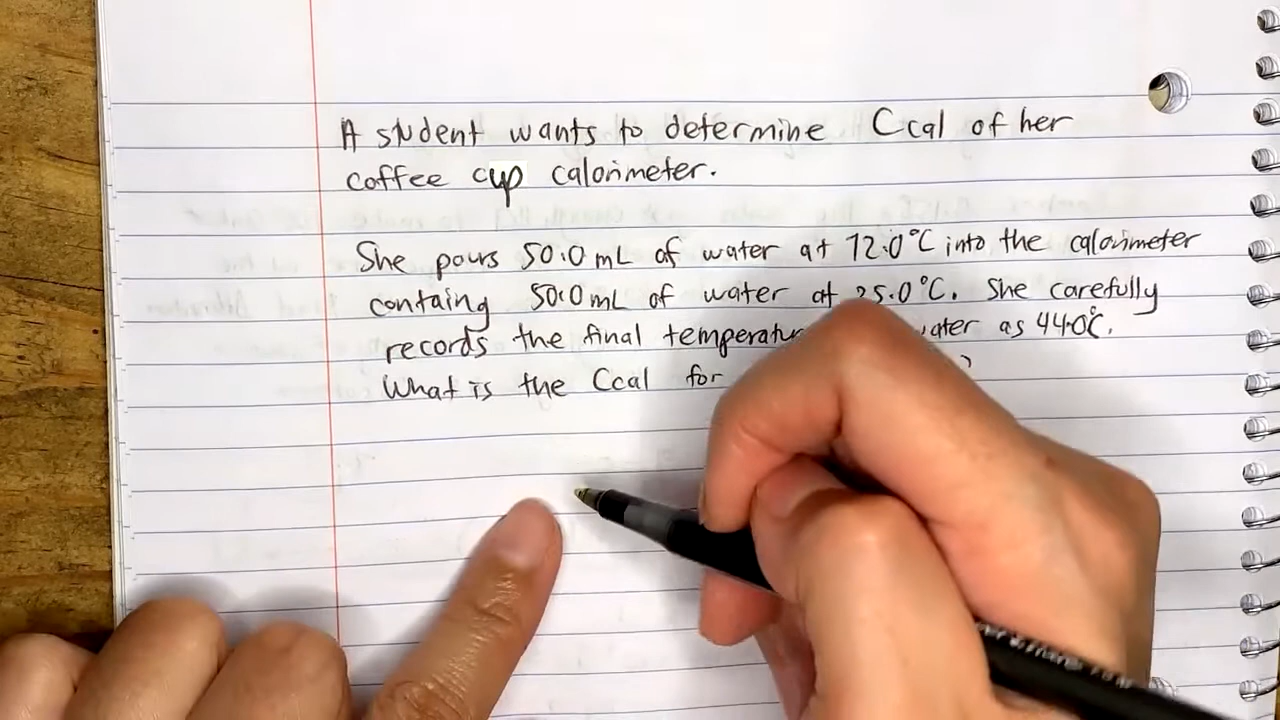 A student wants to determine Ccal of her
coffee cup calorimeter.
She pours 50.0 mL of water at 72.0°C into the calorimeter
containg 50.0 mL of water at 25.0°C. She carefully
records the final as 44.0°C.
What is the Ccal for